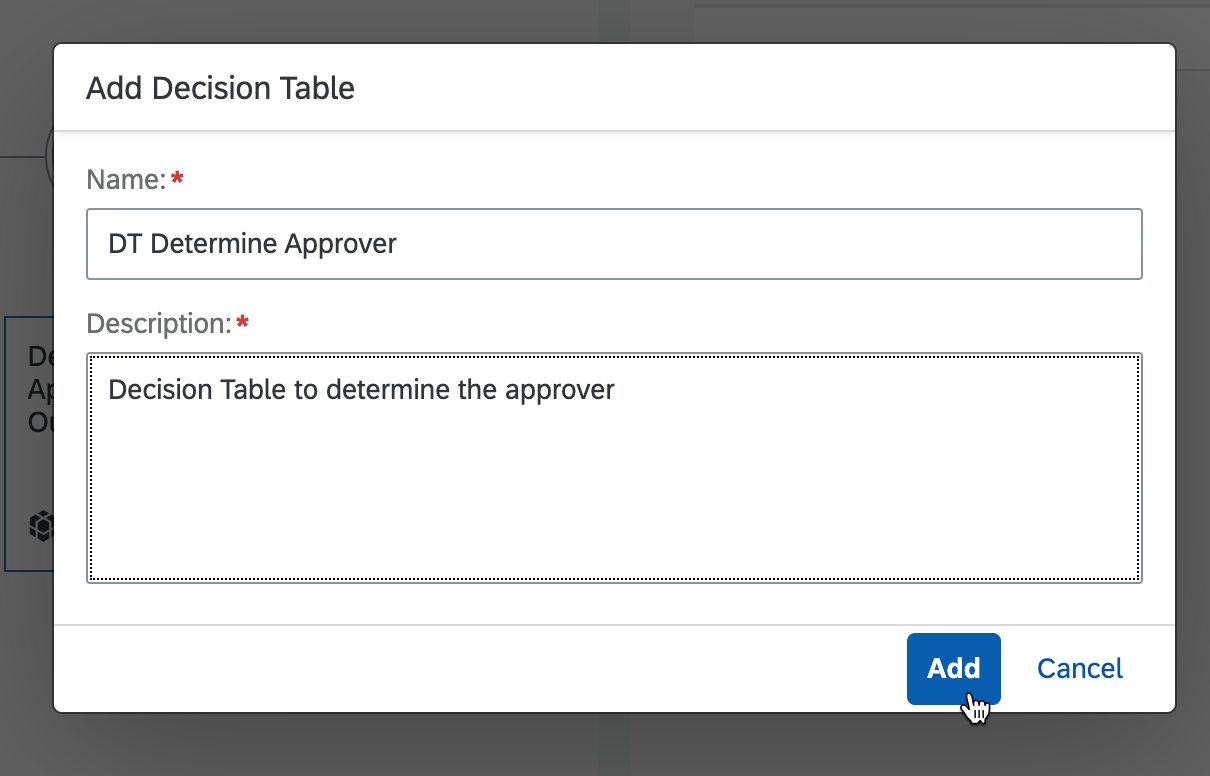 Add Decision Table
Name: *
DT Determine Approver
Description: *
Decision Table to determine the approver
Add
Cancel